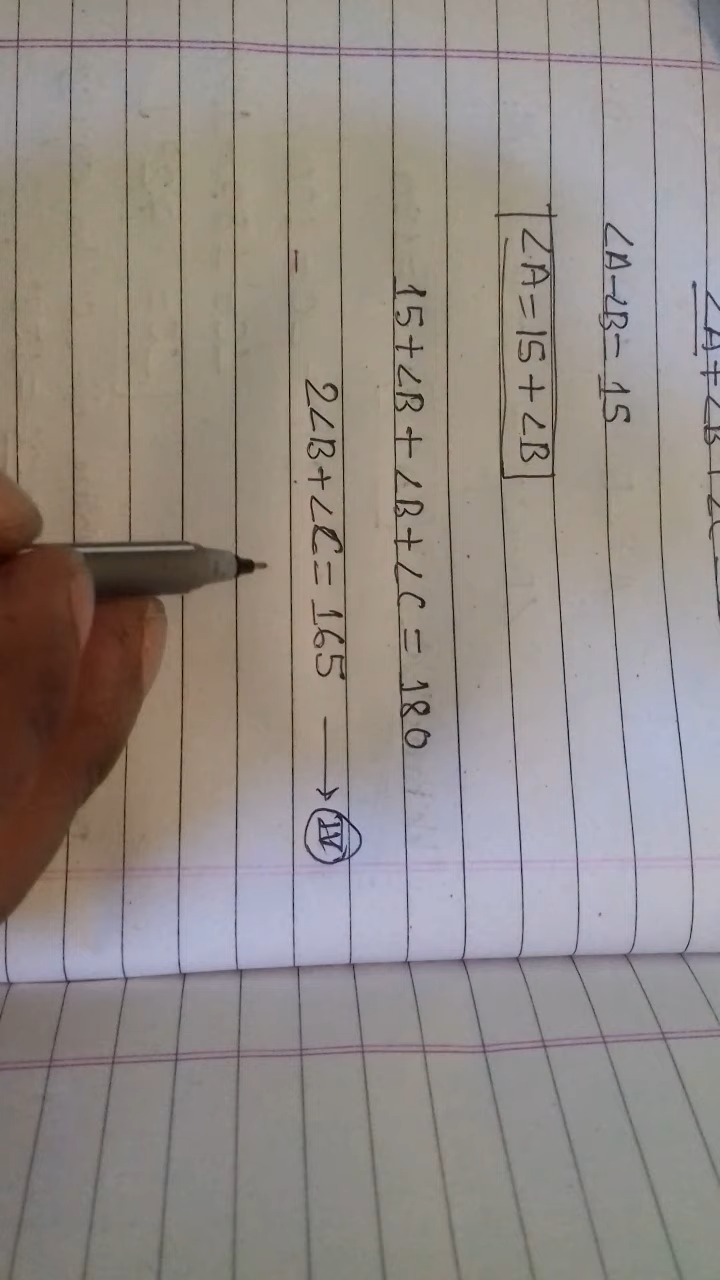 ∠A+∠B+∠C
∠A-∠B=15
∠A=15+∠B
15+∠B+∠B+∠C=180
2∠B+∠C=165 → IV